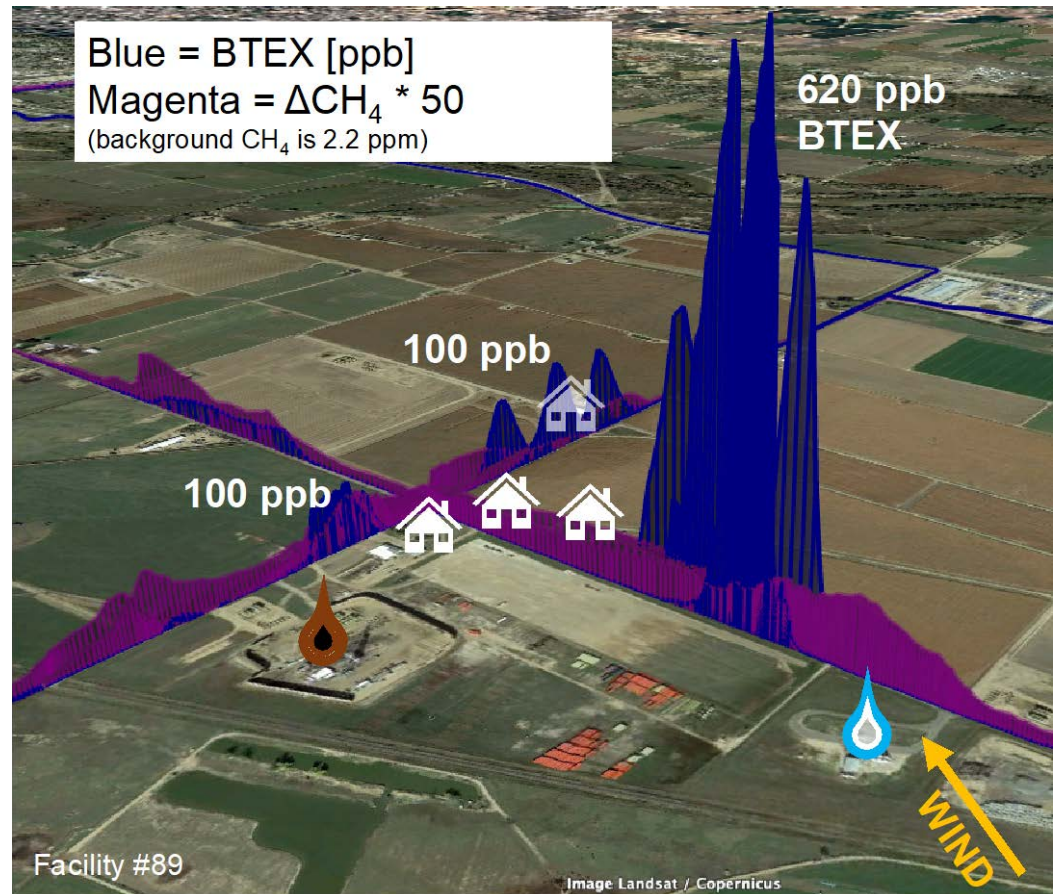 Blue = BTEX [ppb]
Magenta = ΔCH₄ * 50
(background CH₄ is 2.2 ppm)
620 ppb
BTEX
100 ppb
100 ppb
WIND
Facility #89
Image Landsat / Copernicus